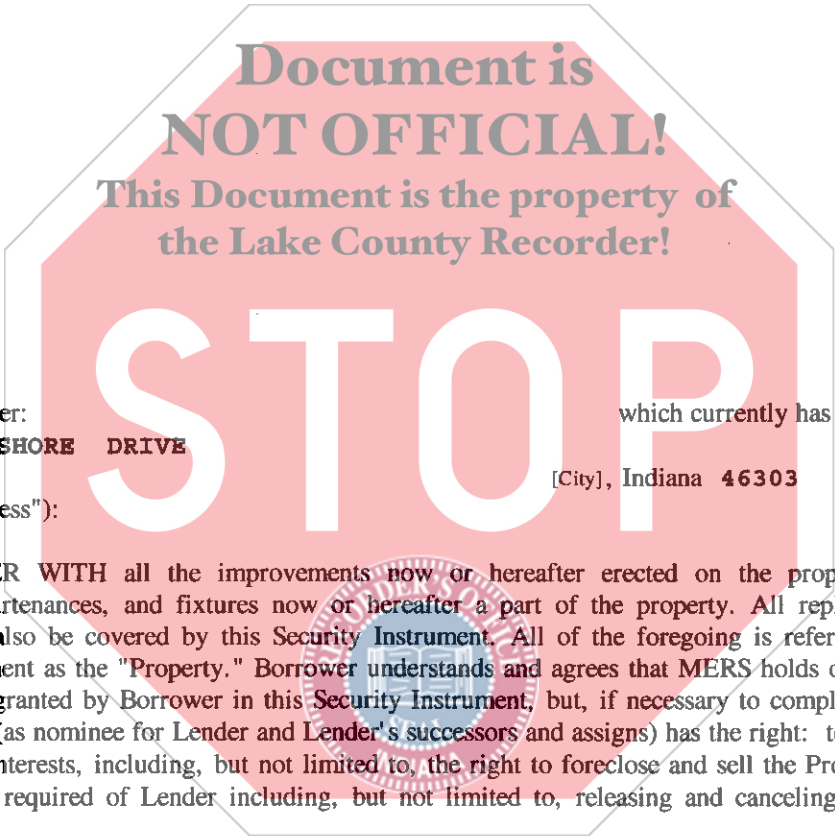 Document is
NOT OFFICIAL!
This Document is the property of
the Lake County Recorder!
STOP
er: which currently has
SHORE DRIVE
[City], Indiana 46303
ess"):
ER WITH all the improvements now or hereafter erected on the prop
rtenances, and fixtures now or hereafter a part of the property. All repl
also be covered by this Security Instrument. All of the foregoing is refer
ent as the "Property." Borrower understands and agrees that MERS holds o
granted by Borrower in this Security Instrument, but, if necessary to compl
(as nominee for Lender and Lender's successors and assigns) has the right: t
nterests, including, but not limited to, the right to foreclose and sell the Pro
required of Lender including, but not limited to, releasing and canceling
SEAL